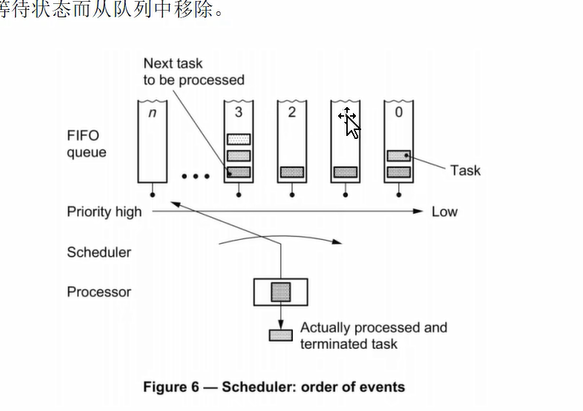 等待状态而从队列中移除。
Next task
to be processed
n
3
2
0
FIFO
queue
Task
Priority high
Low
Scheduler
Processor
Actually processed and
terminated task
Figure 6 — Scheduler: order of events